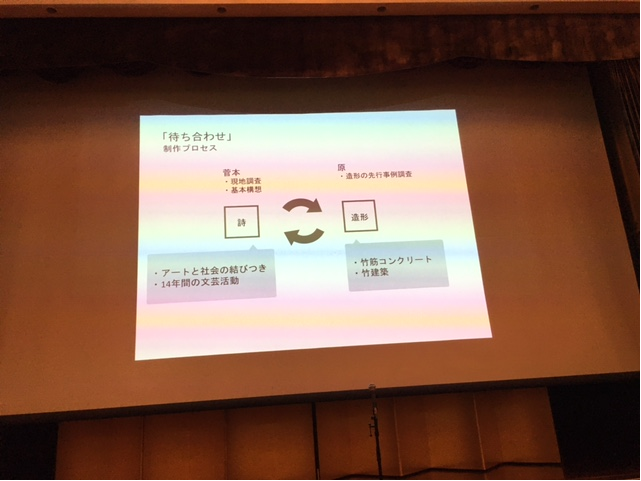 「待ち合わせ」
制作プロセス
菅本
・現地調査
・基本構想
原
・造形の先行事例調査
詩
造形
・アートと社会の結びつき
・14年間の文芸活動
・竹筋コンクリート
・竹建築